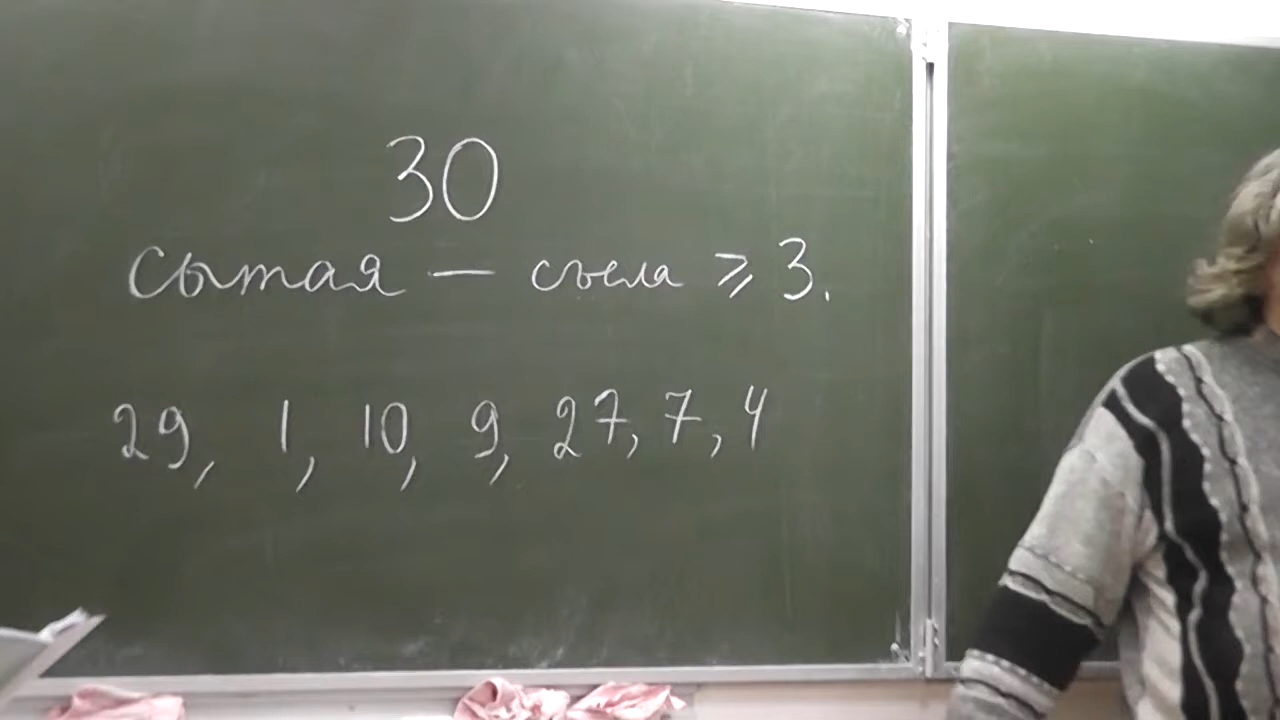 30
сытая — съела ⩾ 3.
29, 1, 10, 9, 27, 7, 4